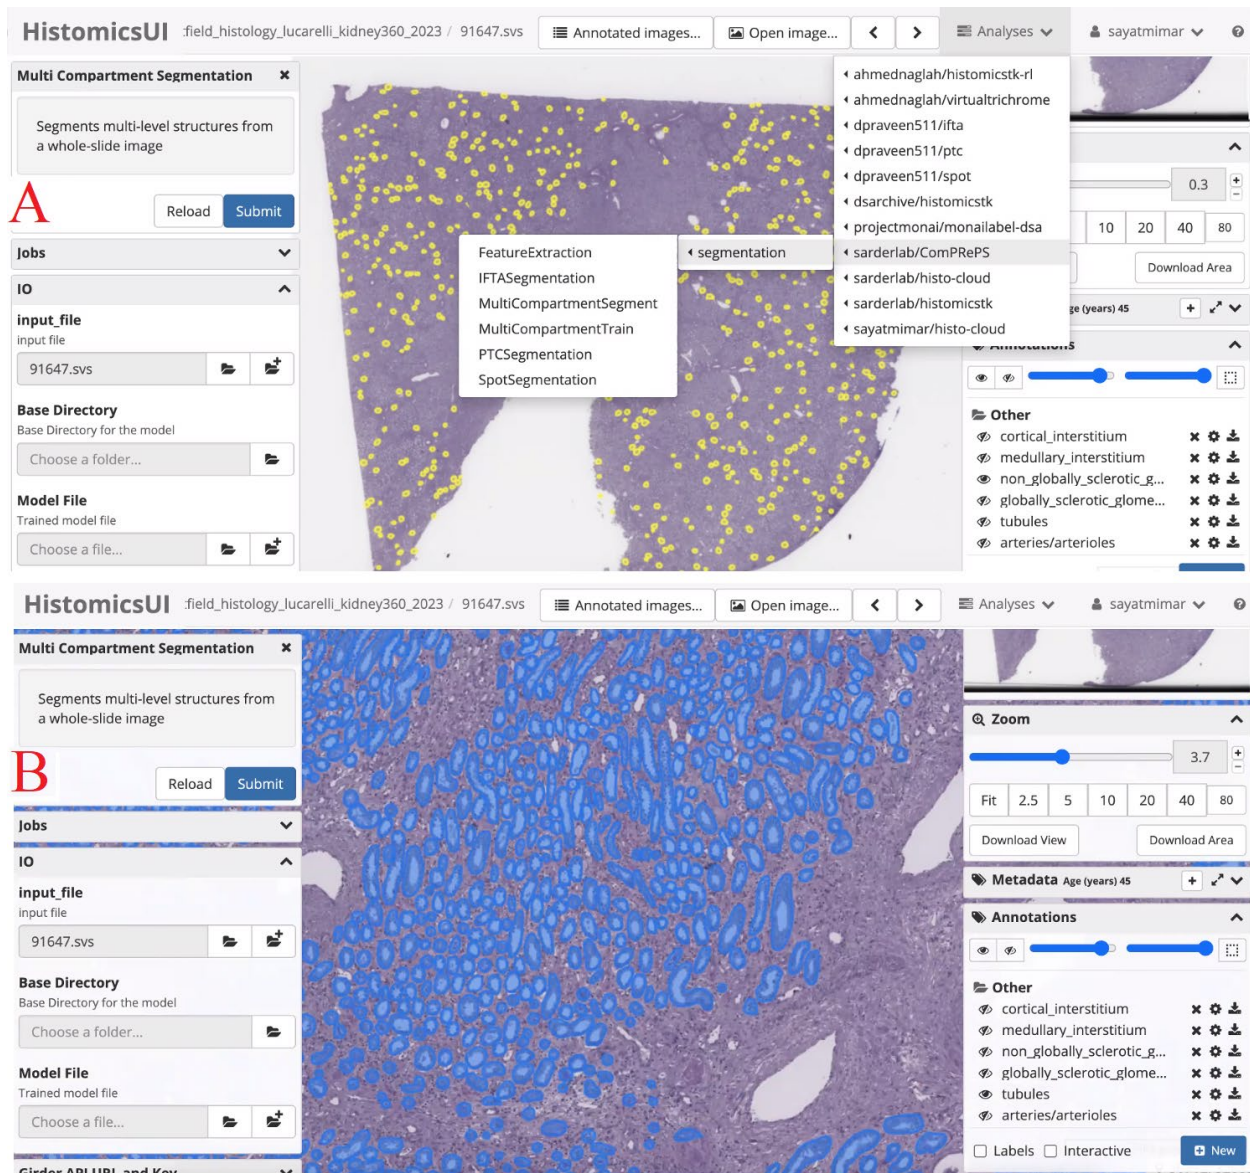 HistomicsUI :field_histology_lucarelli_kidney360_2023 / 91647.svs Annotated images... Open image... Analyses sayatmimar
Multi Compartment Segmentation
Segments multi-level structures from
a whole-slide image
A
Reload Submit
Jobs
IO
input_file
input file
91647.svs
Base Directory
Base Directory for the model
Choose a folder...
Model File
Trained model file
Choose a file...
FeatureExtraction
IFTASegmentation
MultiCompartmentSegment
MultiCompartmentTrain
PTCSegmentation
SpotSegmentation
segmentation
ahmednaglah/histomicstk-rl
ahmednaglah/virtualtrichrome
dpraveen511/ifta
dpraveen511/ptc
dpraveen511/spot
dsarchive/histomicstk
projectmonai/monailabel-dsa
sarderlab/ComPRePS
sarderlab/histo-cloud
sarderlab/histomicstk
sayatmimar/histo-cloud
0.3
10 20 40 80
Download Area
(years) 45
Annotations
Other
cortical_interstitium
medullary_interstitium
non_globally_sclerotic_g...
globally_sclerotic_glome...
tubules
arteries/arterioles
HistomicsUI :field_histology_lucarelli_kidney360_2023 / 91647.svs Annotated images... Open image... Analyses sayatmimar
Multi Compartment Segmentation
Segments multi-level structures from
a whole-slide image
B
Reload Submit
Jobs
IO
input_file
input file
91647.svs
Base Directory
Base Directory for the model
Choose a folder...
Model File
Trained model file
Choose a file...
Girder API URL and Key
Zoom
3.7
Fit 2.5 5 10 20 40 80
Download View Download Area
Metadata Age (years) 45
Annotations
Other
cortical_interstitium
medullary_interstitium
non_globally_sclerotic_g...
globally_sclerotic_glome...
tubules
arteries/arterioles
Labels Interactive New